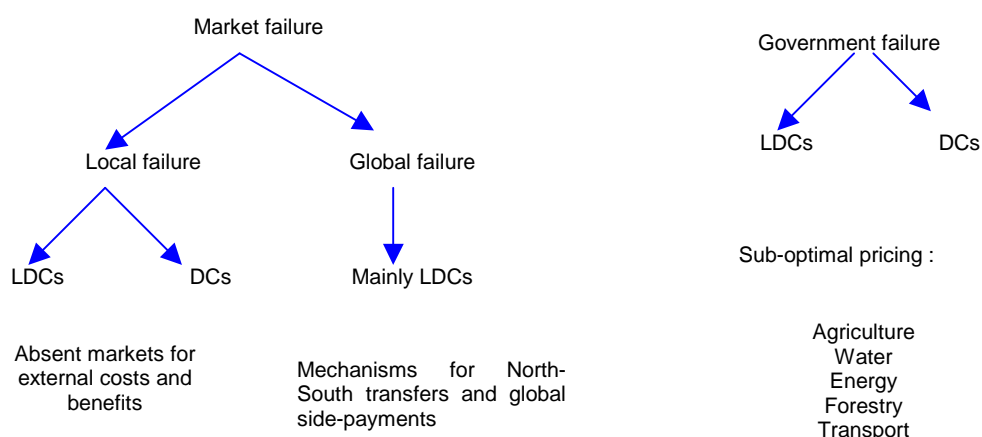 Market failure
Government failure
Local failure
Global failure
LDCs
DCs
LDCs
DCs
Mainly LDCs
Sub-optimal pricing :
Absent markets for
external costs and
benefits
Mechanisms for North-
South transfers and global
side-payments
Agriculture
Water
Energy
Forestry
Transport